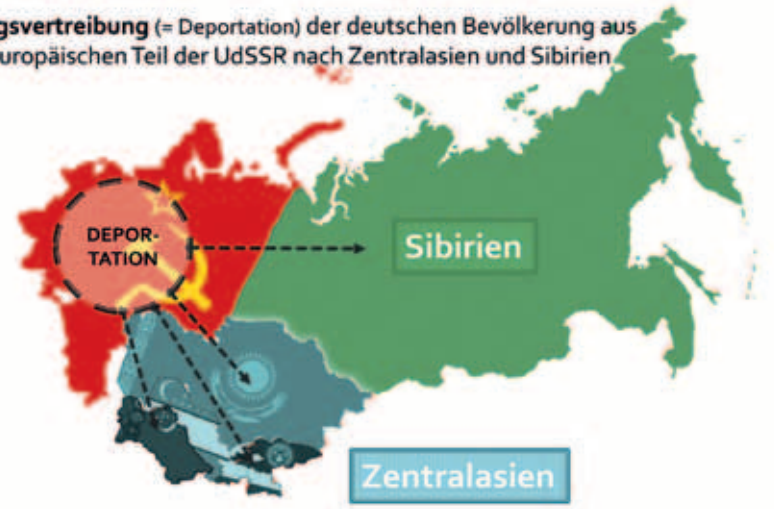 gsvertreibung (= Deportation) der deutschen Bevölkerung aus
uropäischen Teil der UdSSR nach Zentralasien und Sibirien
DEPOR-
TATION
Sibirien
Zentralasien